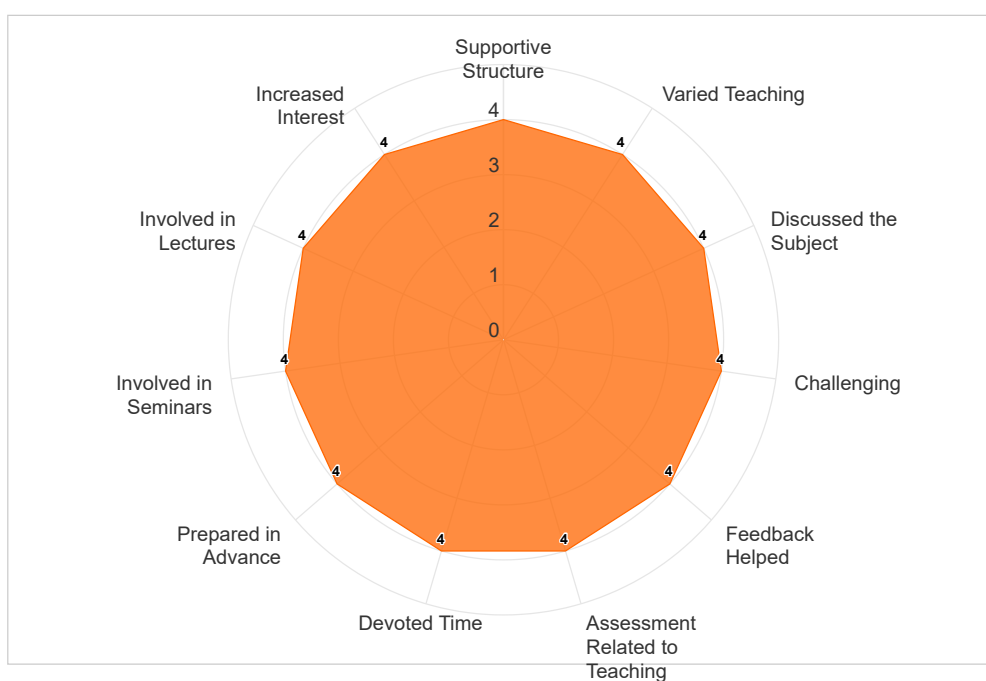 Supportive
Structure
Increased
Interest
Varied Teaching
4
4
4
3
Involved in
Lectures
4
2
4
Discussed the
Subject
1
0
4
4
Involved in
Seminars
Challenging
4
4
Prepared in
Advance
Feedback
Helped
4
4
Devoted Time
Assessment
Related to
Teaching